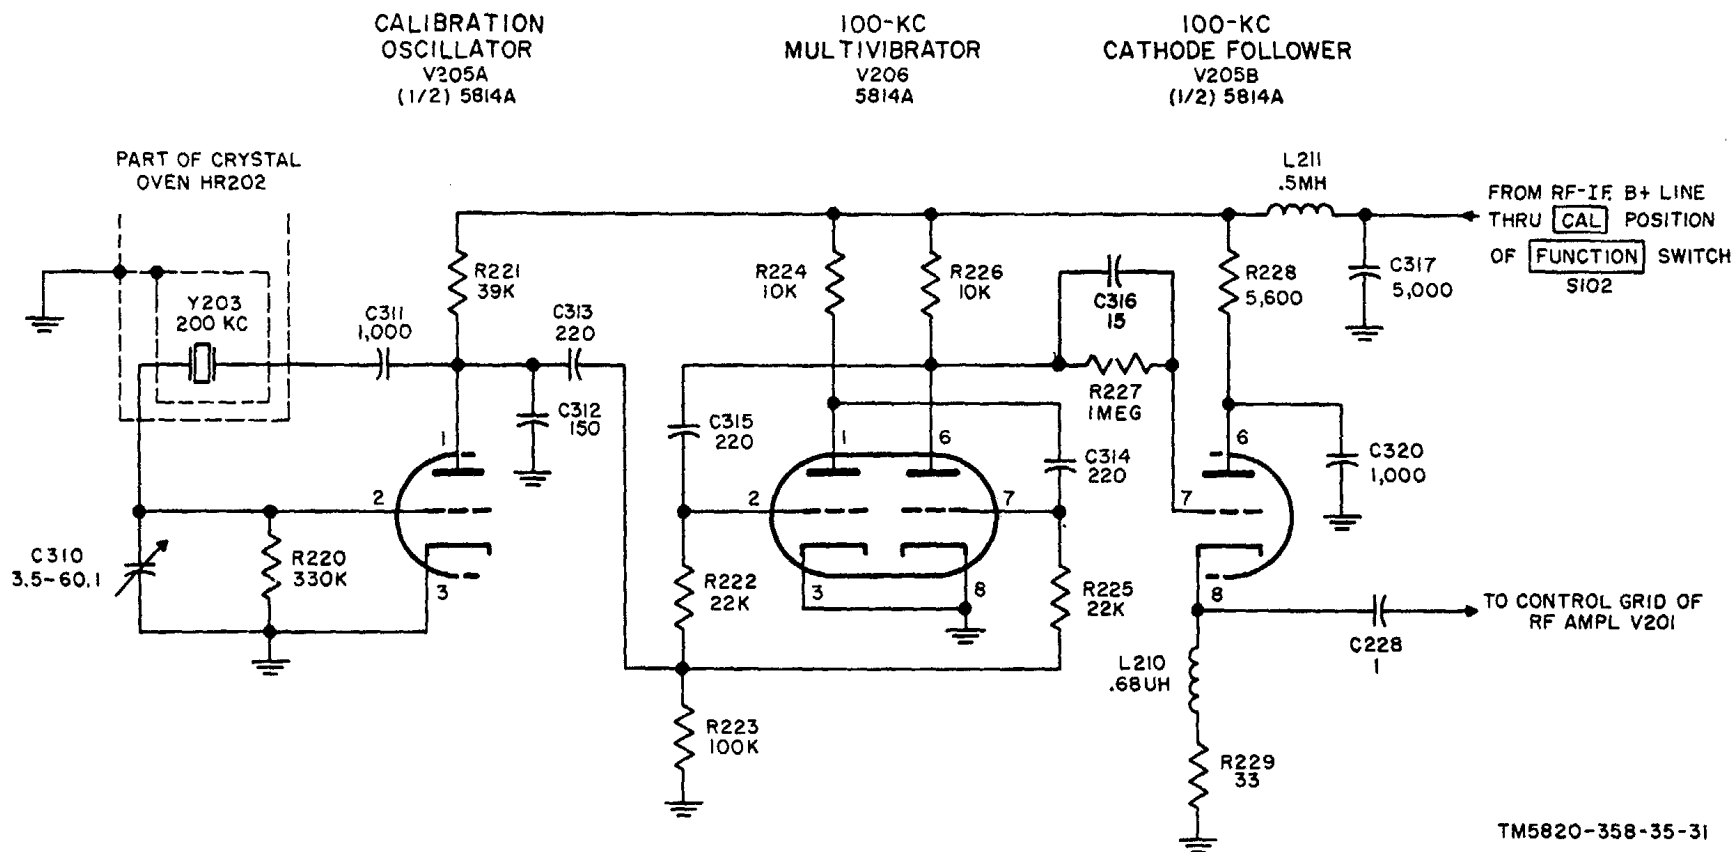 CALIBRATION
OSCILLATOR
V205A
(1/2) 5814A
100-KC
MULTIVIBRATOR
V206
5814A
100-KC
CATHODE FOLLOWER
V205B
(1/2) 5814A
PART OF CRYSTAL
OVEN HR202
Y203
200 KC
C311
1,000
R221
39K
C313
220
C312
150
C310
3.5-60.1
R220
330K
1
2
3
R224
10K
R226
10K
C315
220
C314
220
1
6
2
7
3
8
R222
22K
R225
22K
R223
100K
C316
15
R227
1MEG
L211
.5MH
R228
5,600
C317
5,000
FROM RF-IF. B+ LINE
THRU CAL POSITION
OF FUNCTION SWITCH
S102
6
7
8
C320
1,000
L210
.68UH
R229
33
C228
1
TO CONTROL GRID OF
RF AMPL V201
TM5820-358-35-31